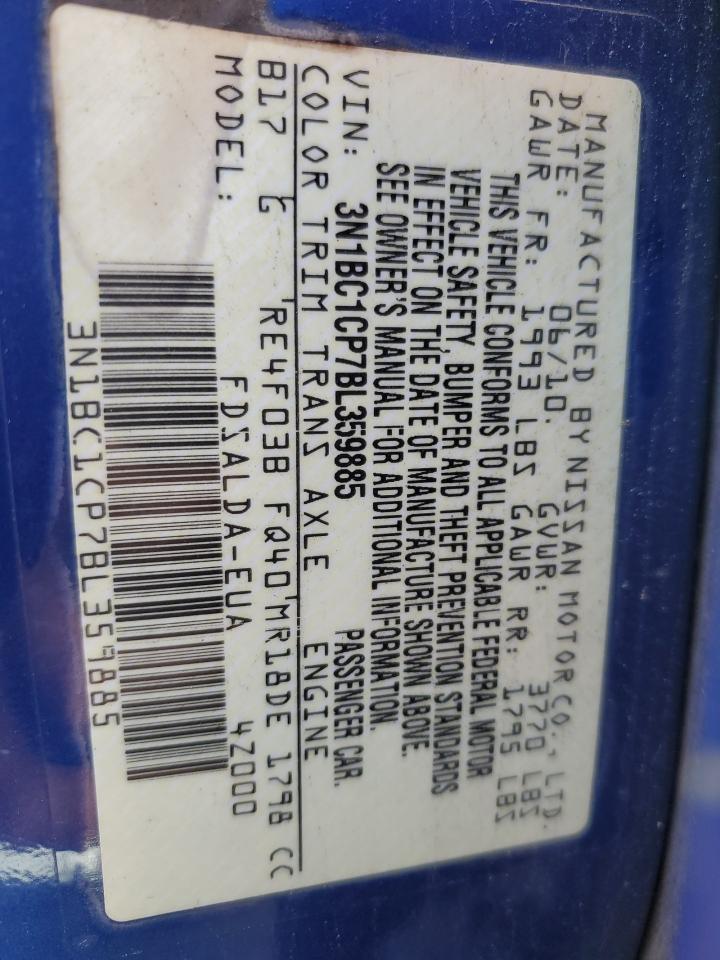 MANUFACTURED BY NISSAN MOTOR CO., LTD.
DATE: 06/10. GVWR: 3770 LBS
GAWR FR: 1993 LBS GAWR RR: 1795 LBS
THIS VEHICLE CONFORMS TO ALL APPLICABLE FEDERAL MOTOR
VEHICLE SAFETY, BUMPER AND THEFT PREVENTION STANDARDS
IN EFFECT ON THE DATE OF MANUFACTURE SHOWN ABOVE.
SEE OWNER'S MANUAL FOR ADDITIONAL INFORMATION.
VIN: 3N1BC1CP7BL359885 PASSENGER CAR.
COLOR TRIM TRANS AXLE ENGINE
B17 G RE4F03B FQ40 MR18DE 1798 CC
MODEL: FDSALDA-EUA 4Z000
3N1BC1CP7BL359885